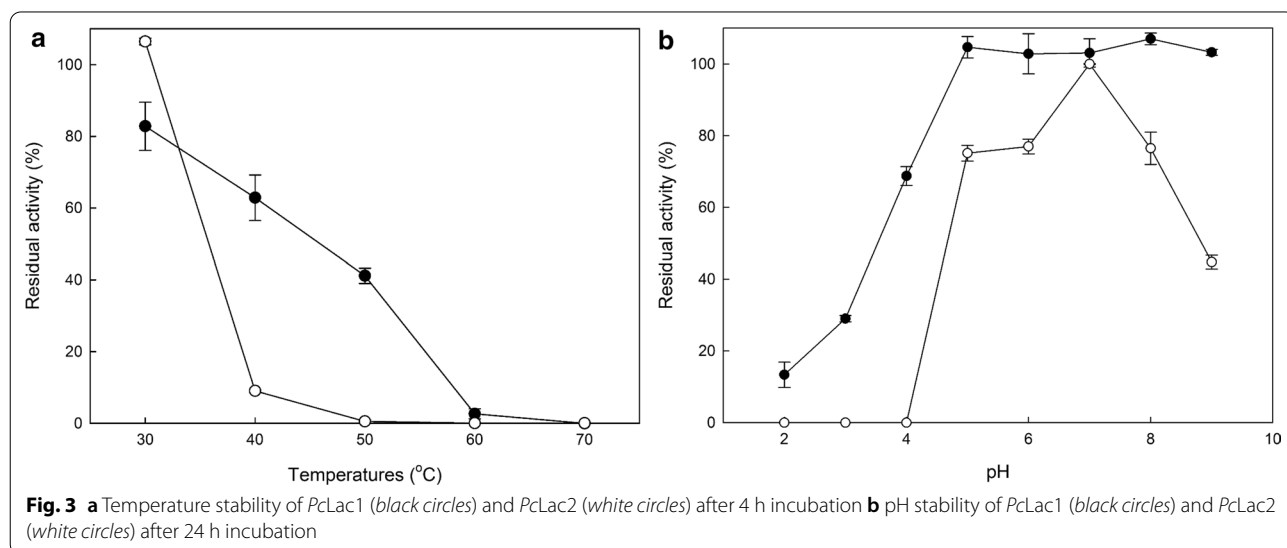 a
b
100
80
60
40
20
0
Residual activity (%)
30 40 50 60 70
Temperatures (°C)
100
80
60
40
20
0
Residual activity (%)
2 4 6 8 10
pH
Fig. 3 a Temperature stability of PcLac1 (black circles) and PcLac2 (white circles) after 4 h incubation b pH stability of PcLac1 (black circles) and PcLac2
(white circles) after 24 h incubation